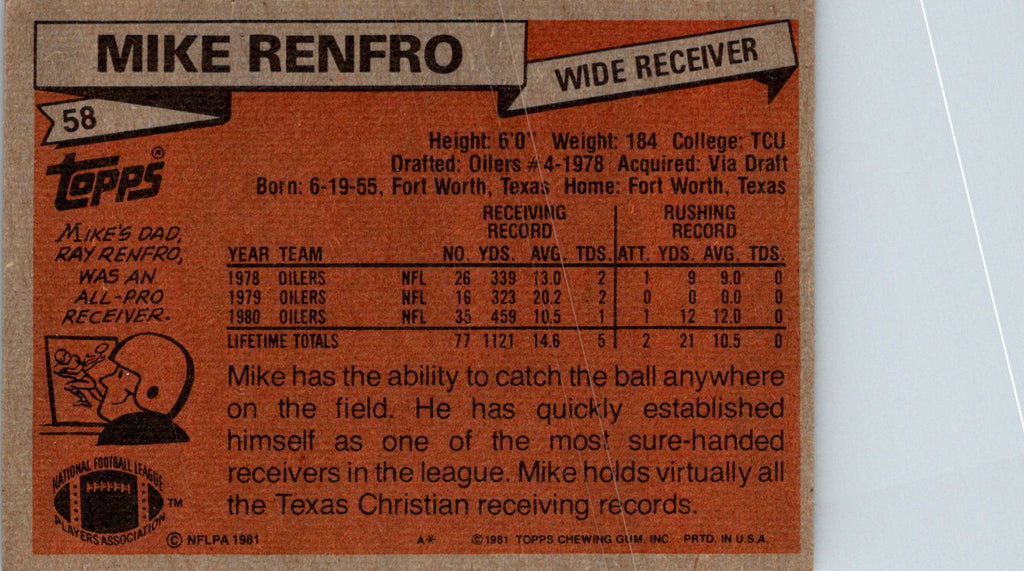 MIKE RENFRO
WIDE RECEIVER
58
Topps®
Height: 6'0" Weight: 184 College: TCU
Drafted: Oilers #4-1978 Acquired: Via Draft
Born: 6-19-55, Fort Worth, Texas Home: Fort Worth, Texas
MIKE'S DAD,
RAY RENFRO,
WAS AN
ALL-PRO
RECEIVER.
RECEIVING RUSHING
RECORD RECORD
YEAR TEAM NO. YDS. AVG. TDS. ATT. YDS. AVG. TDS.
1978 OILERS NFL 26 339 13.0 2 1 9 9.0 0
1979 OILERS NFL 16 323 20.2 2 0 0 0.0 0
1980 OILERS NFL 35 459 10.5 1 1 12 12.0 0
LIFETIME TOTALS 77 1121 14.6 5 2 21 10.5 0
Mike has the ability to catch the ball anywhere
on the field. He has quickly established
himself as one of the most sure-handed
receivers in the league. Mike holds virtually all
the Texas Christian receiving records.
NATIONAL FOOTBALL LEAGUE
PLAYERS ASSOCIATION
TM
© NFLPA 1981 A* © 1981 TOPPS CHEWING GUM, INC. PRTD. IN U.S.A.